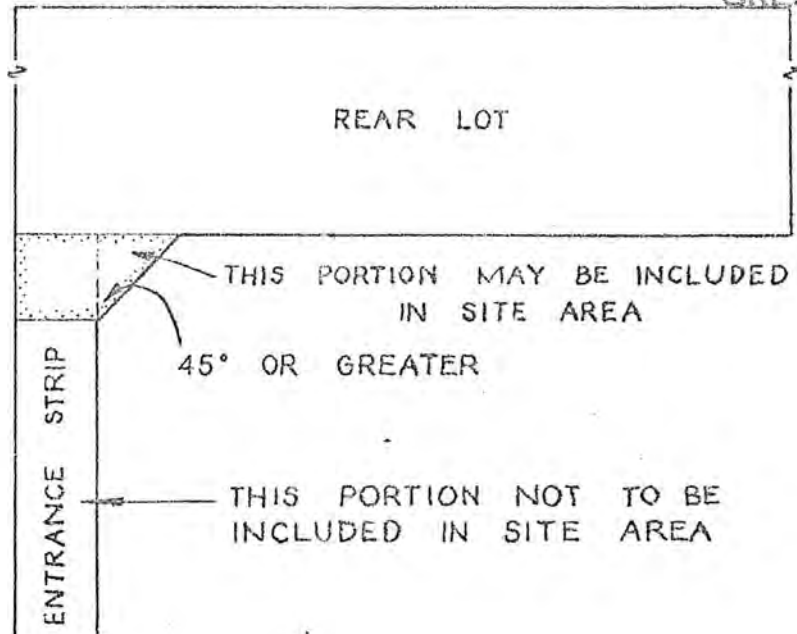 REAR LOT
THIS PORTION MAY BE INCLUDED
IN SITE AREA
45° OR GREATER
ENTRANCE STRIP
THIS PORTION NOT TO BE
INCLUDED IN SITE AREA